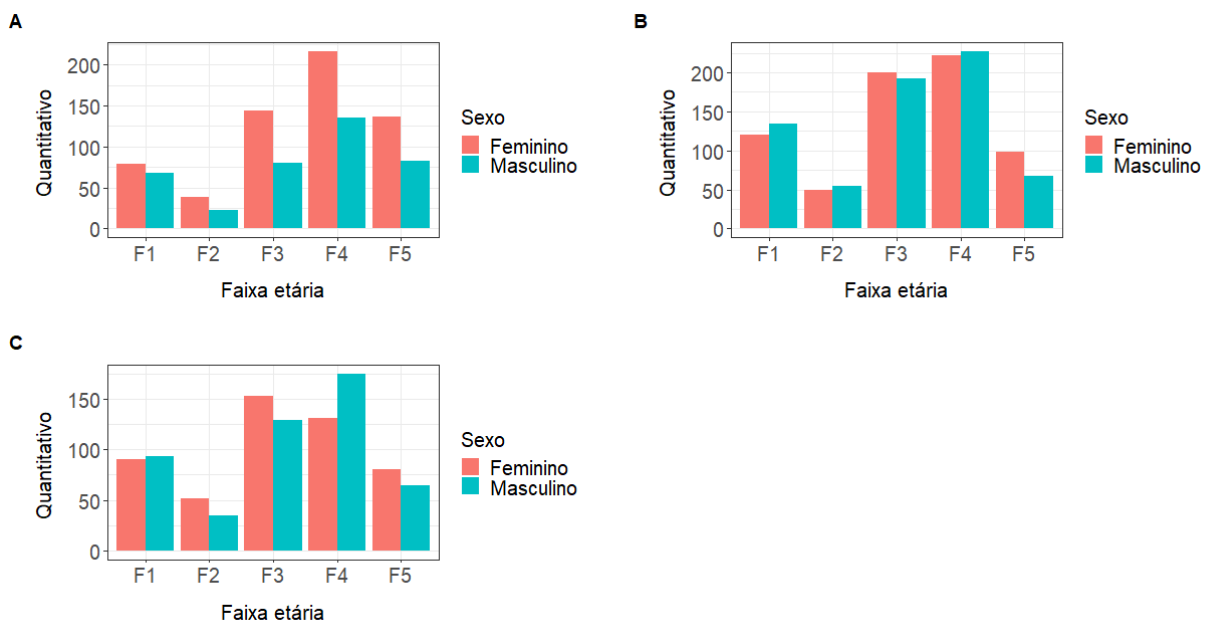 A
Quantitativo
200
150
100
50
0
F1 F2 F3 F4 F5
Faixa etária
Sexo
Feminino
Masculino
B
Quantitativo
200
150
100
50
0
F1 F2 F3 F4 F5
Faixa etária
Sexo
Feminino
Masculino
C
Quantitativo
150
100
50
0
F1 F2 F3 F4 F5
Faixa etária
Sexo
Feminino
Masculino